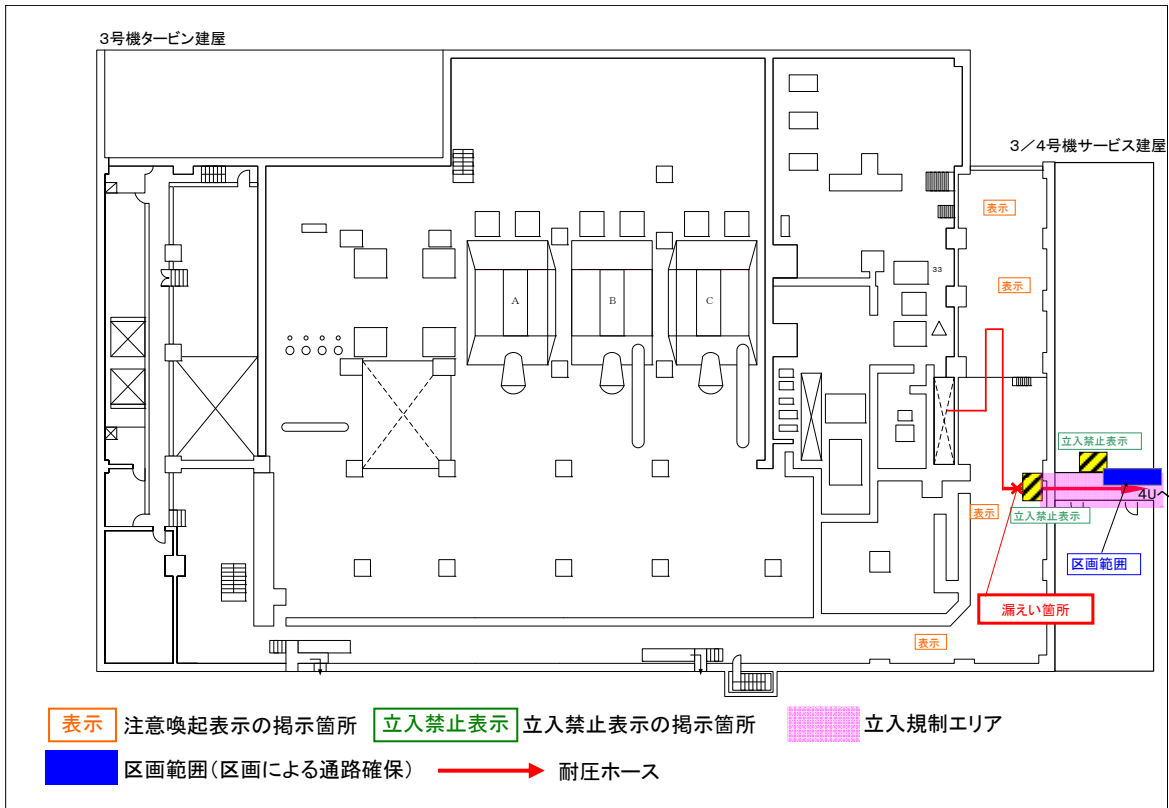 3号機タービン建屋
3/4号機サービス建屋
表示
表示
33
A
B
C
立入禁止表示
4Uへ
表示
立入禁止表示
区画範囲
漏えい箇所
表示
表示 注意喚起表示の掲示箇所 立入禁止表示 立入禁止表示の掲示箇所 立入規制エリア
区画範囲(区画による通路確保) 耐圧ホース